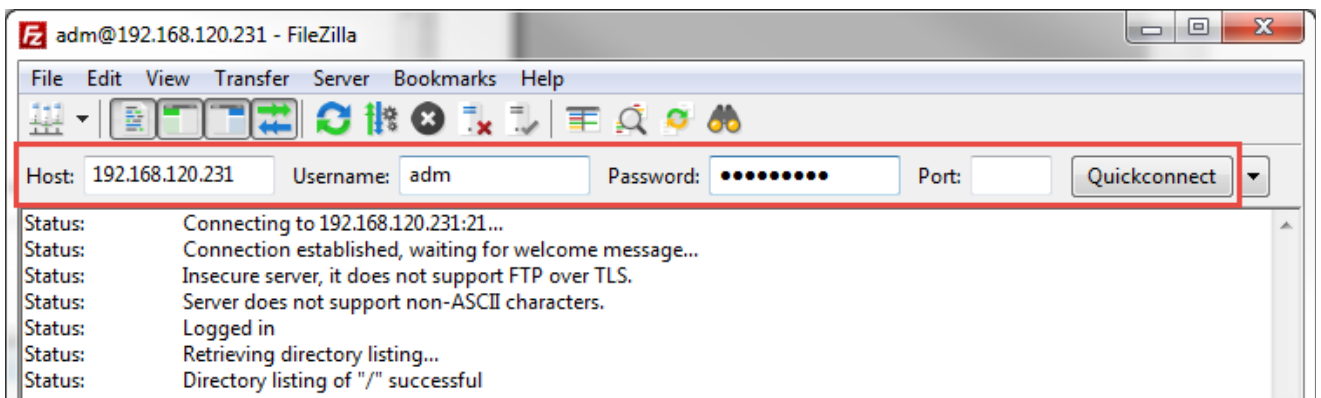 adm@192.168.120.231 - FileZilla
File Edit View Transfer Server Bookmarks Help
Host: 192.168.120.231 Username: adm Password: ●●●●●●●●● Port: Quickconnect
Status: Connecting to 192.168.120.231:21...
Status: Connection established, waiting for welcome message...
Status: Insecure server, it does not support FTP over TLS.
Status: Server does not support non-ASCII characters.
Status: Logged in
Status: Retrieving directory listing...
Status: Directory listing of "/" successful